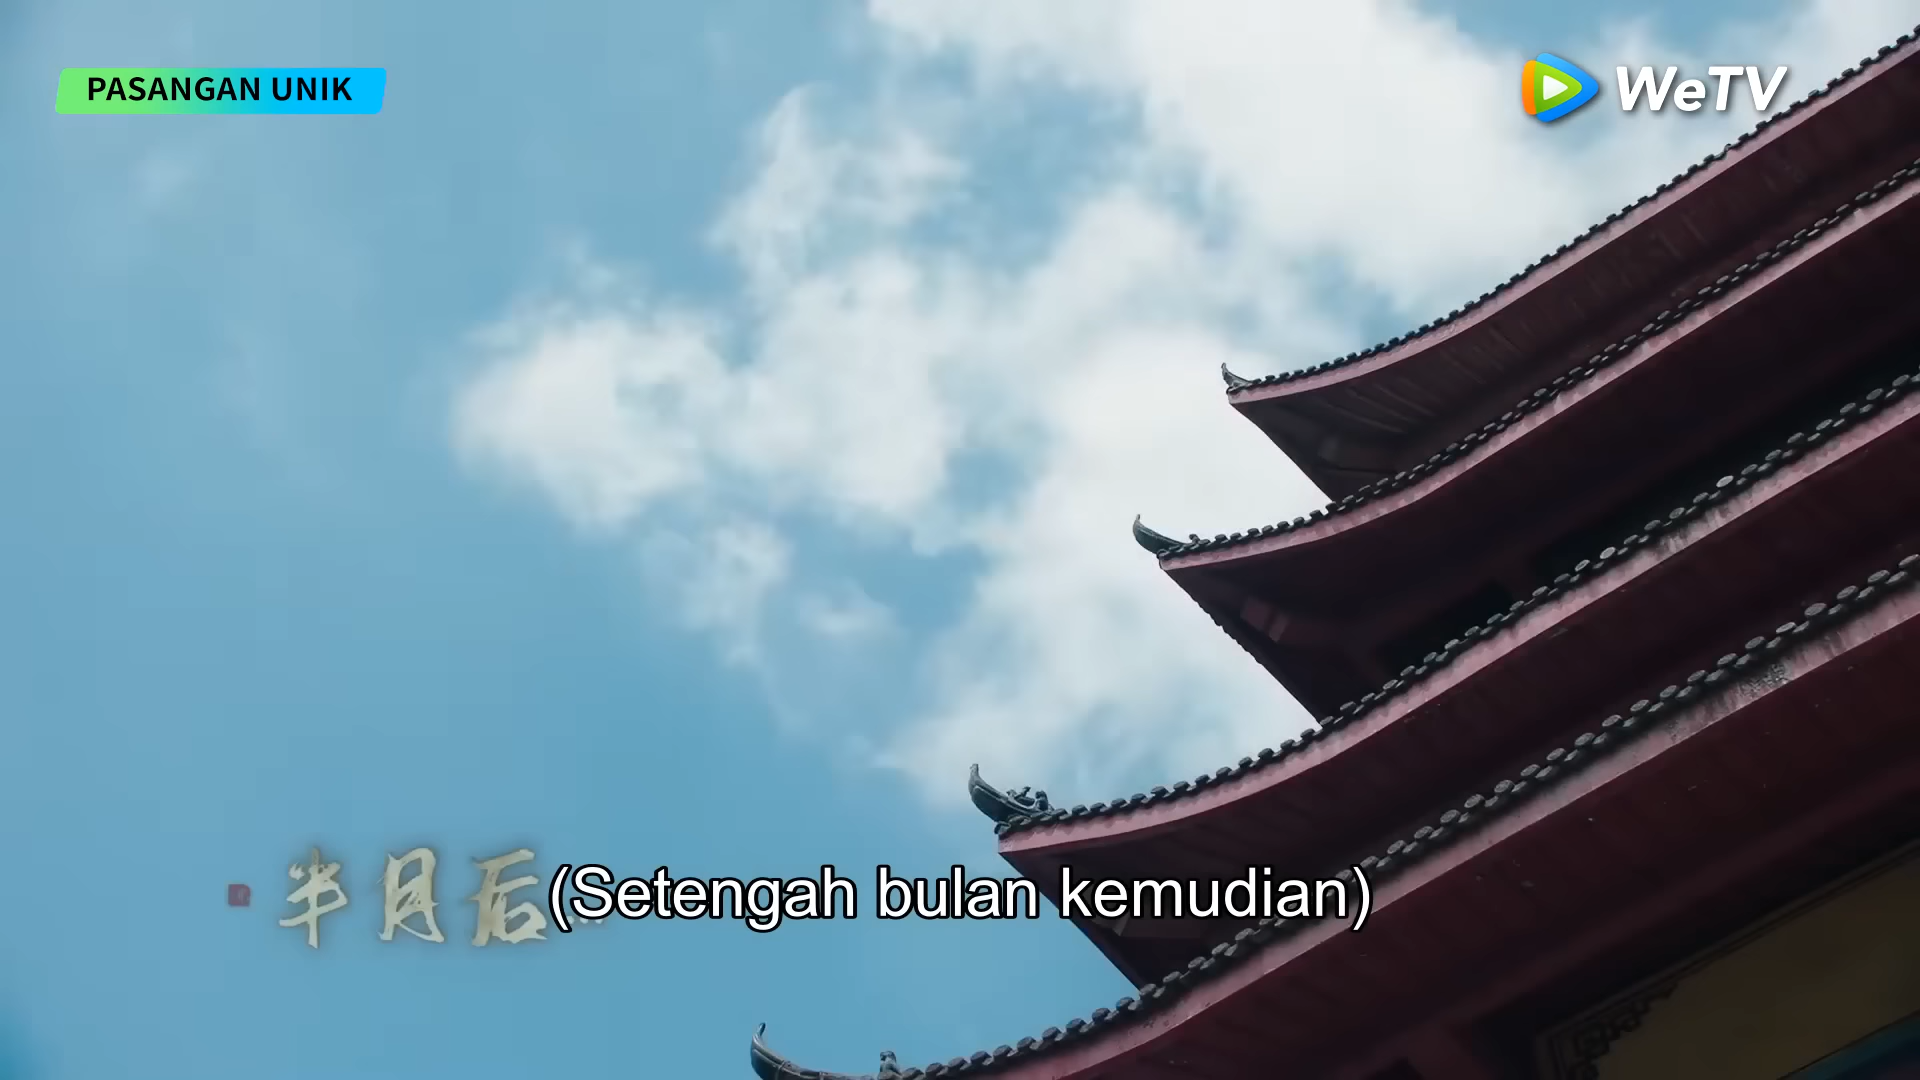 PASANGAN UNIK
WeTV
半月后
(Setengah bulan kemudian)